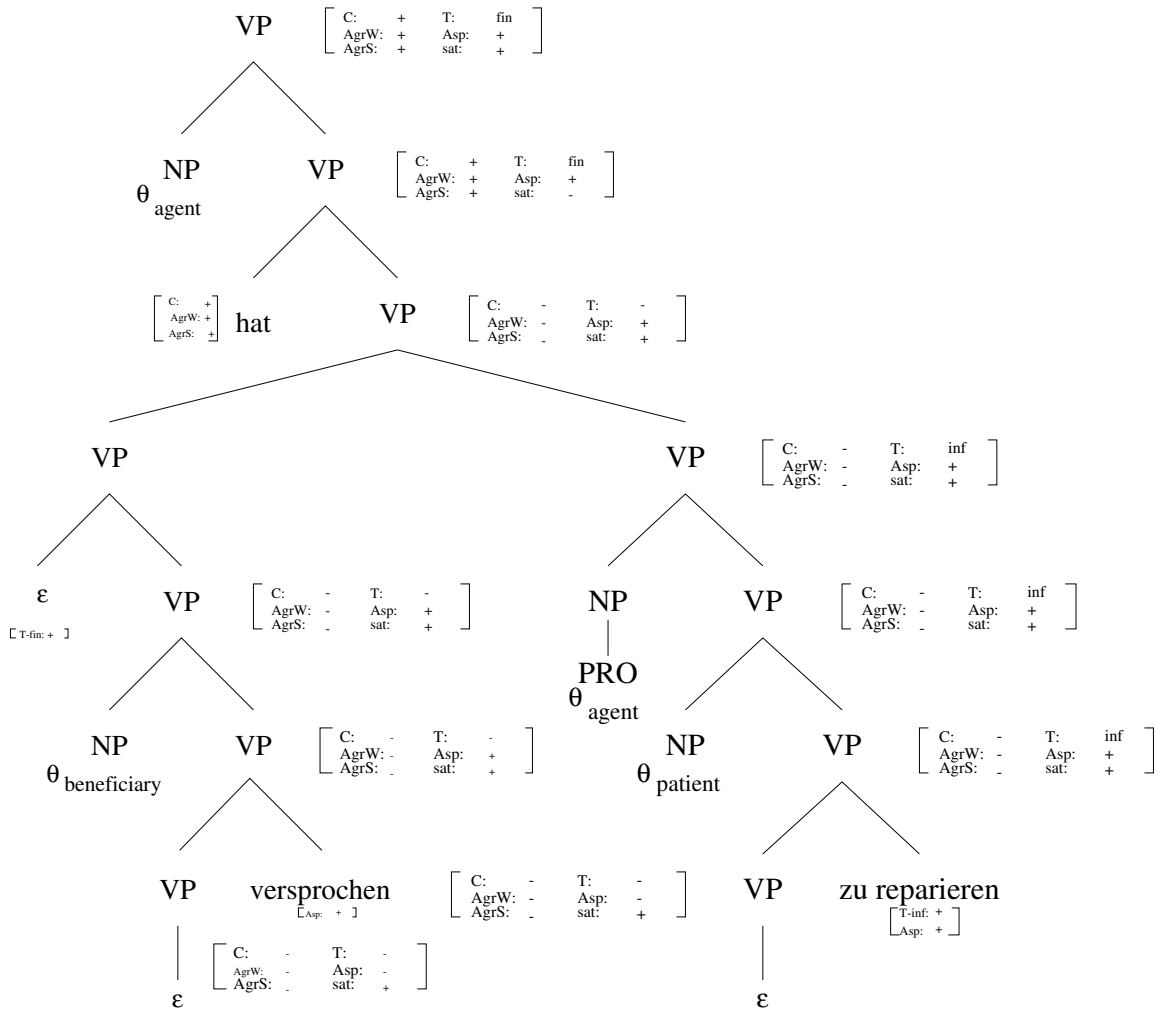 VP [ C: + T: fin
AgrW: + Asp: +
AgrS: + sat: + ]
NP VP [ C: + T: fin
θ agent AgrW: + Asp: +
AgrS: + sat: - ]
[ C: +
AgrW: +
AgrS: + ] hat VP [ C: - T: -
AgrW: - Asp: +
AgrS: - sat: + ]
VP VP [ C: - T: inf
AgrW: - Asp: +
AgrS: - sat: + ]
ε VP [ C: - T: -
AgrW: - Asp: +
AgrS: - sat: + ]
[ T-fin: + ]
NP VP [ C: - T: inf
AgrW: - Asp: +
AgrS: - sat: + ]
PRO
θ agent
NP VP [ C: - T: -
AgrW: - Asp: +
AgrS: - sat: + ]
θ beneficiary
NP VP [ C: - T: inf
AgrW: - Asp: +
AgrS: - sat: + ]
θ patient
VP versprochen
[ Asp: + ]
[ C: - T: -
AgrW: - Asp: -
AgrS: - sat: + ] VP zu reparieren
[ T-inf: +
Asp: + ]
[ C: - T: -
AgrW: - Asp: -
AgrS: - sat: + ]
ε ε